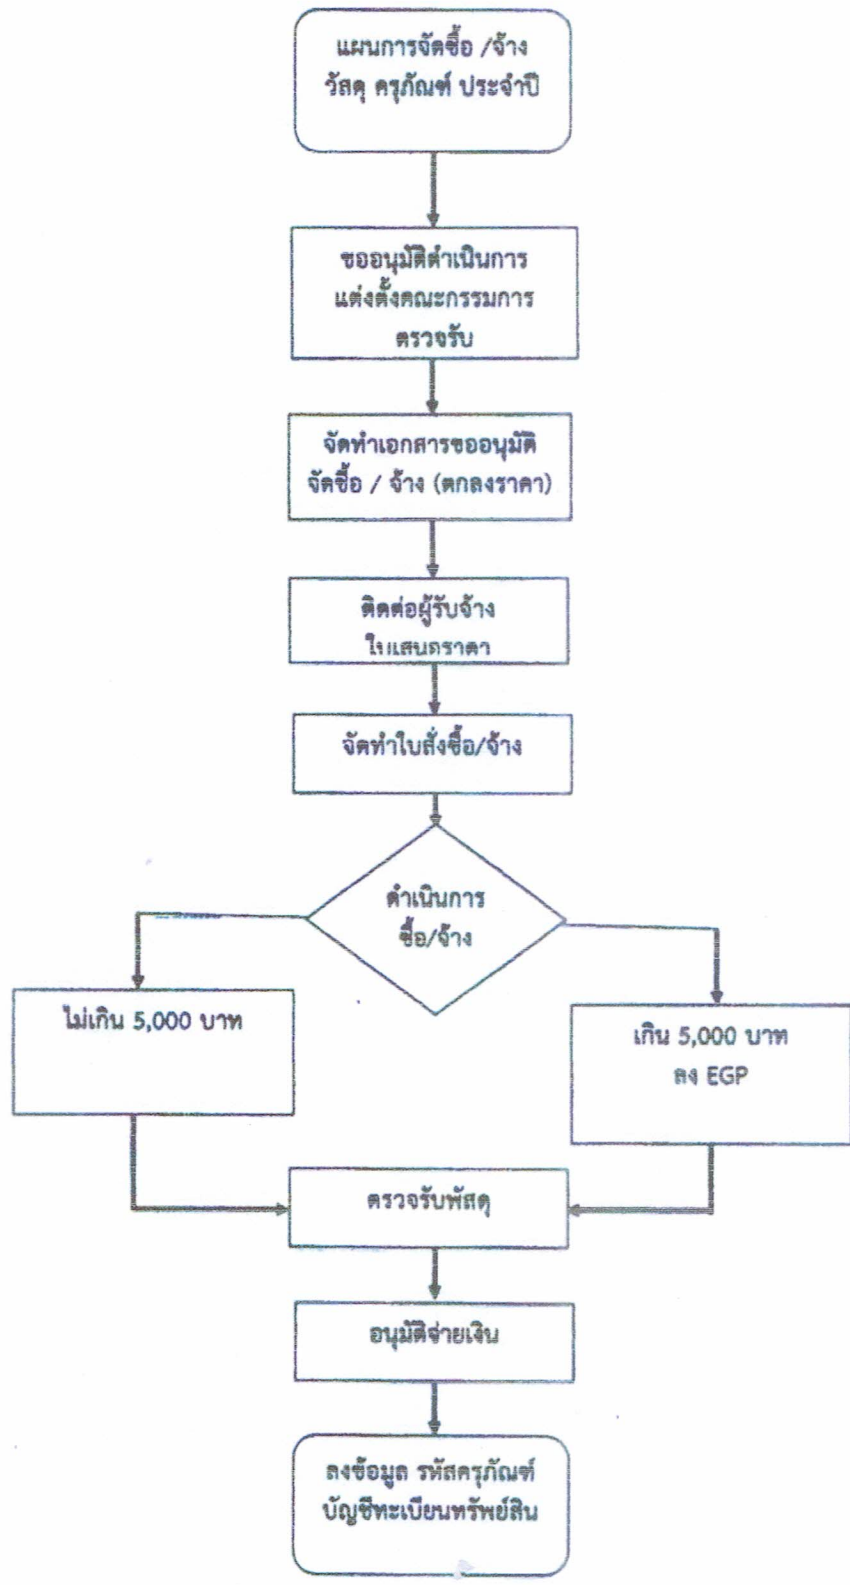 แผนการจัดซื้อ /จ้าง
วัสดุ ครุภัณฑ์ ประจำปี
ขออนุมัติดำเนินการ
แต่งตั้งคณะกรรมการ
ตรวจรับ
จัดทำเอกสารขออนุมัติ
จัดซื้อ / จ้าง (ตกลงราคา)
ติดต่อผู้รับจ้าง
ใบเสนอราคา
จัดทำใบสั่งซื้อ/จ้าง
ดำเนินการ
ซื้อ/จ้าง
ไม่เกิน 5,000 บาท
เกิน 5,000 บาท
ลง EGP
ตรวจรับพัสดุ
อนุมัติจ่ายเงิน
ลงข้อมูล รหัสครุภัณฑ์
บัญชีทะเบียนทรัพย์สิน